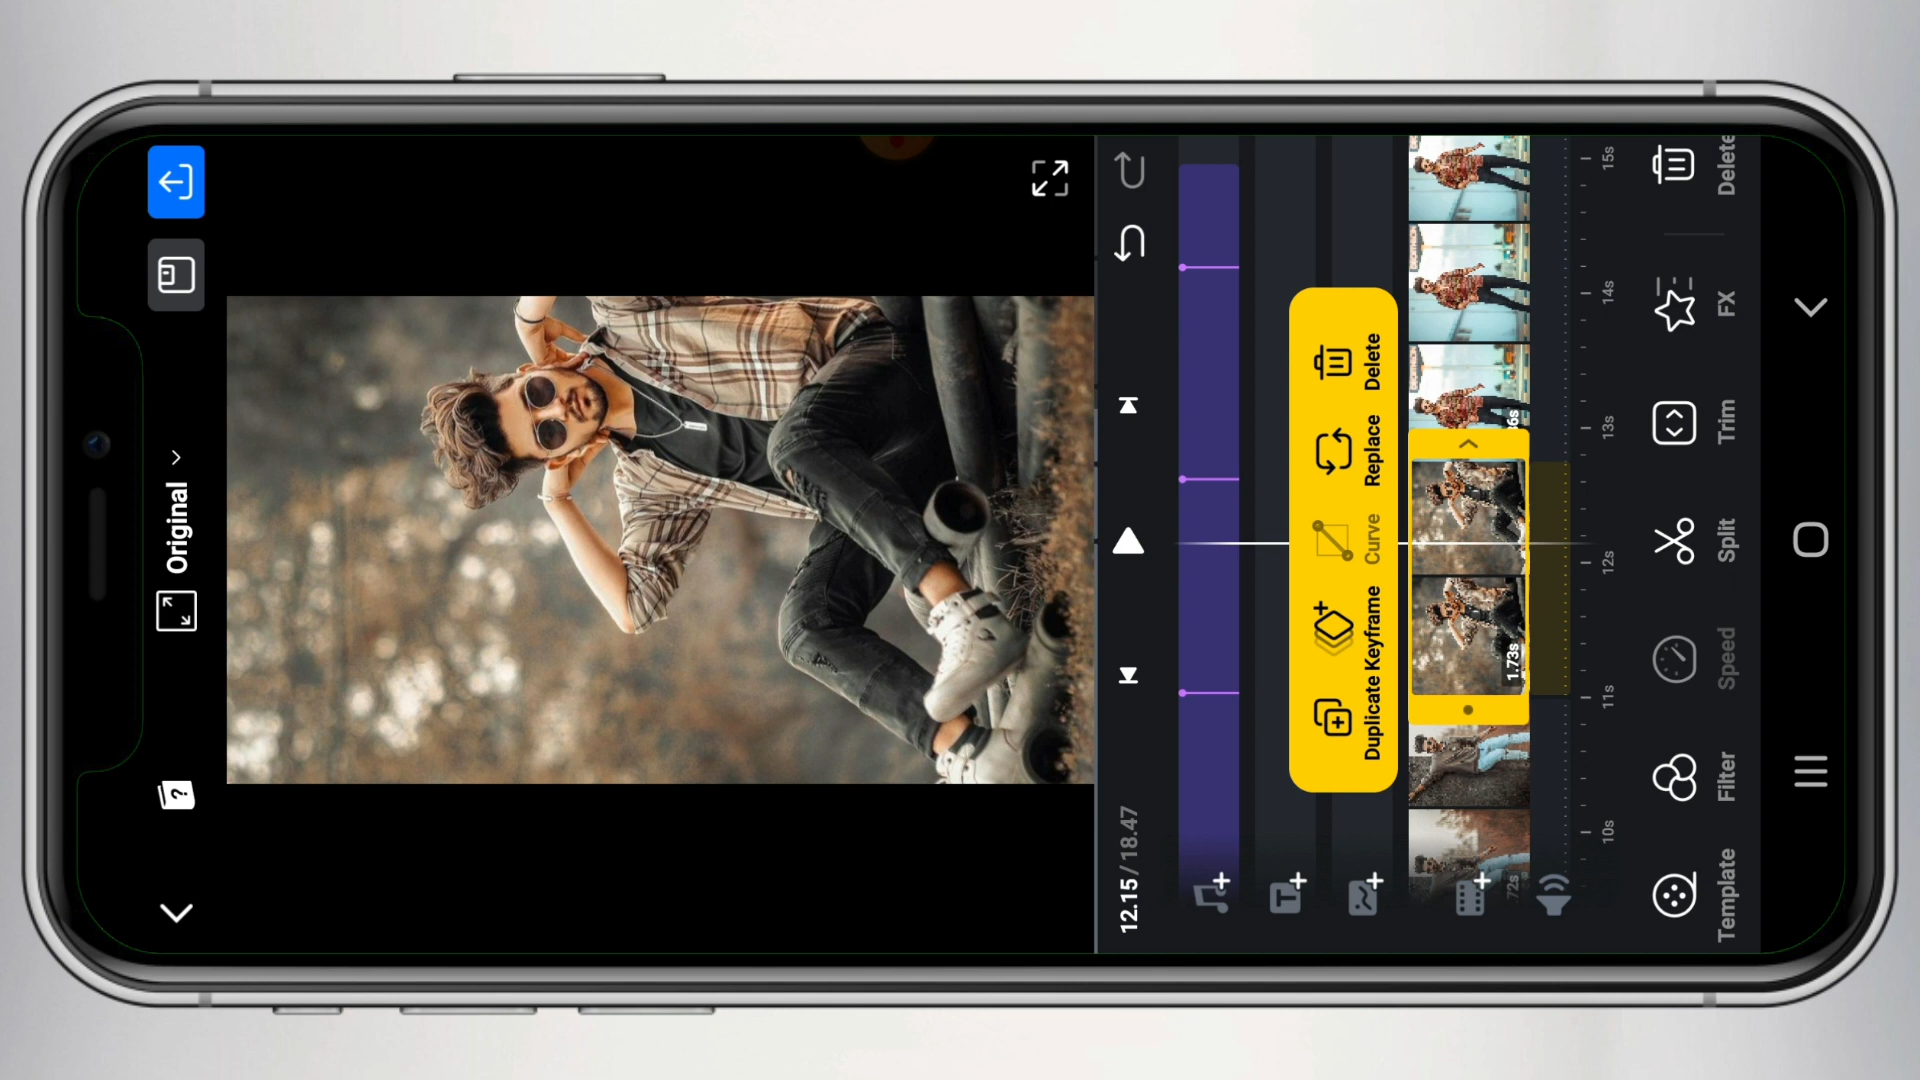 Original
?
12.15 / 18.47
T
Duplicate Keyframe Curve Replace Delete
1.73s
10s 11s 12s 13s 14s 15s
Template Filter Speed Split Trim FX Delete